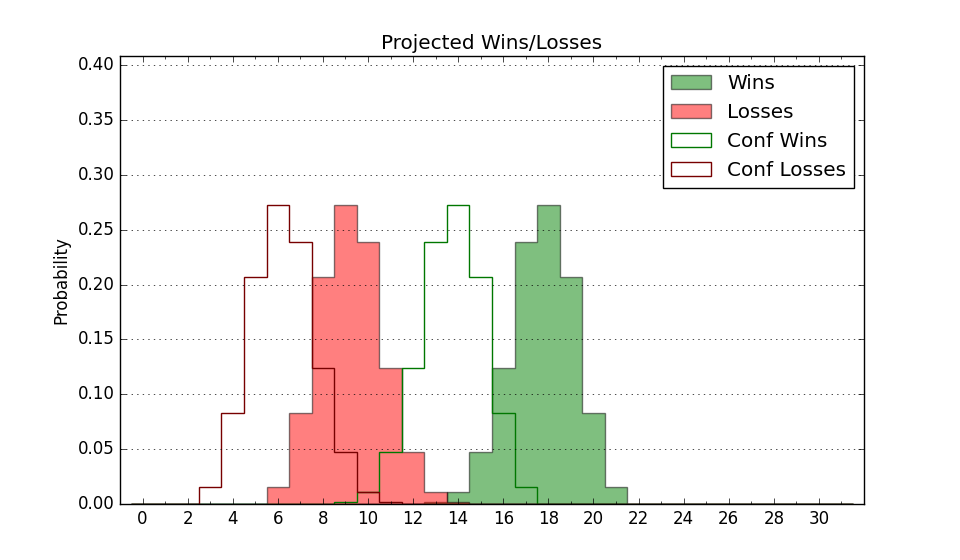 Projected Wins/Losses
0.40
0.35
0.30
0.25
0.20
0.15
0.10
0.05
0.00
Probability
Wins
Losses
Conf Wins
Conf Losses
0 2 4 6 8 10 12 14 16 18 20 22 24 26 28 30